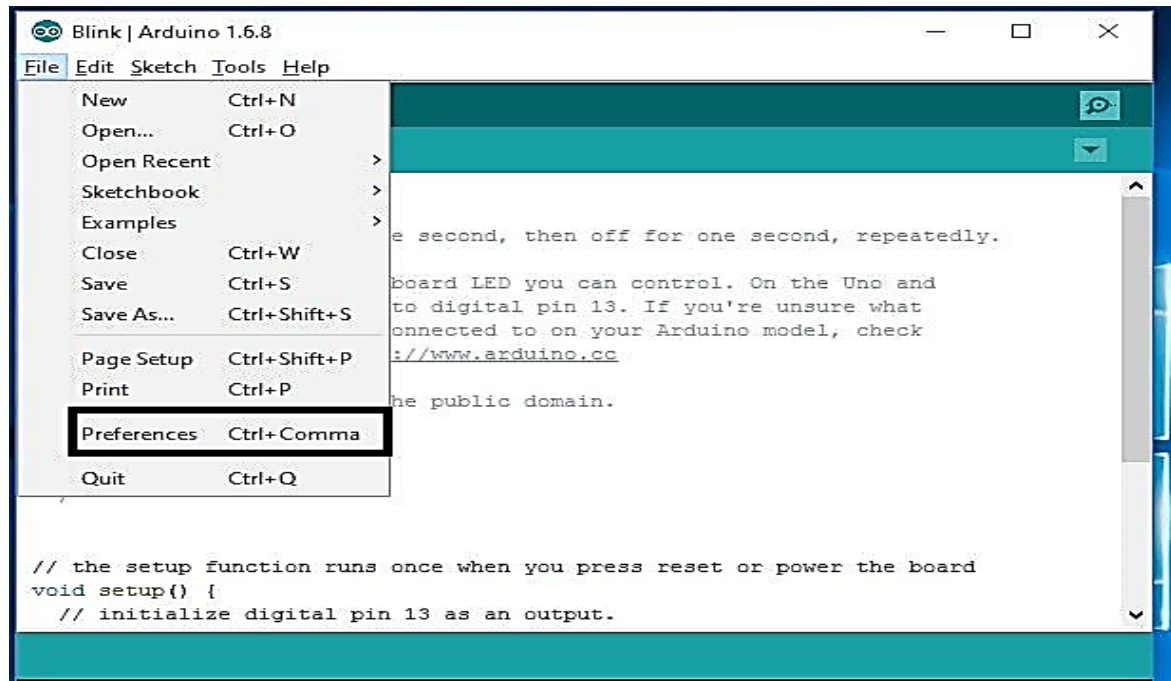 Blink | Arduino 1.6.8
File Edit Sketch Tools Help
New Ctrl+N
Open... Ctrl+O
Open Recent >
Sketchbook >
Examples >
Close Ctrl+W
Save Ctrl+S
Save As... Ctrl+Shift+S
Page Setup Ctrl+Shift+P
Print Ctrl+P
Preferences Ctrl+Comma
Quit Ctrl+Q
e second, then off for one second, repeatedly.
board LED you can control. On the Uno and
to digital pin 13. If you're unsure what
onnected to on your Arduino model, check
://www.arduino.cc
he public domain.
// the setup function runs once when you press reset or power the board
void setup() {
// initialize digital pin 13 as an output.